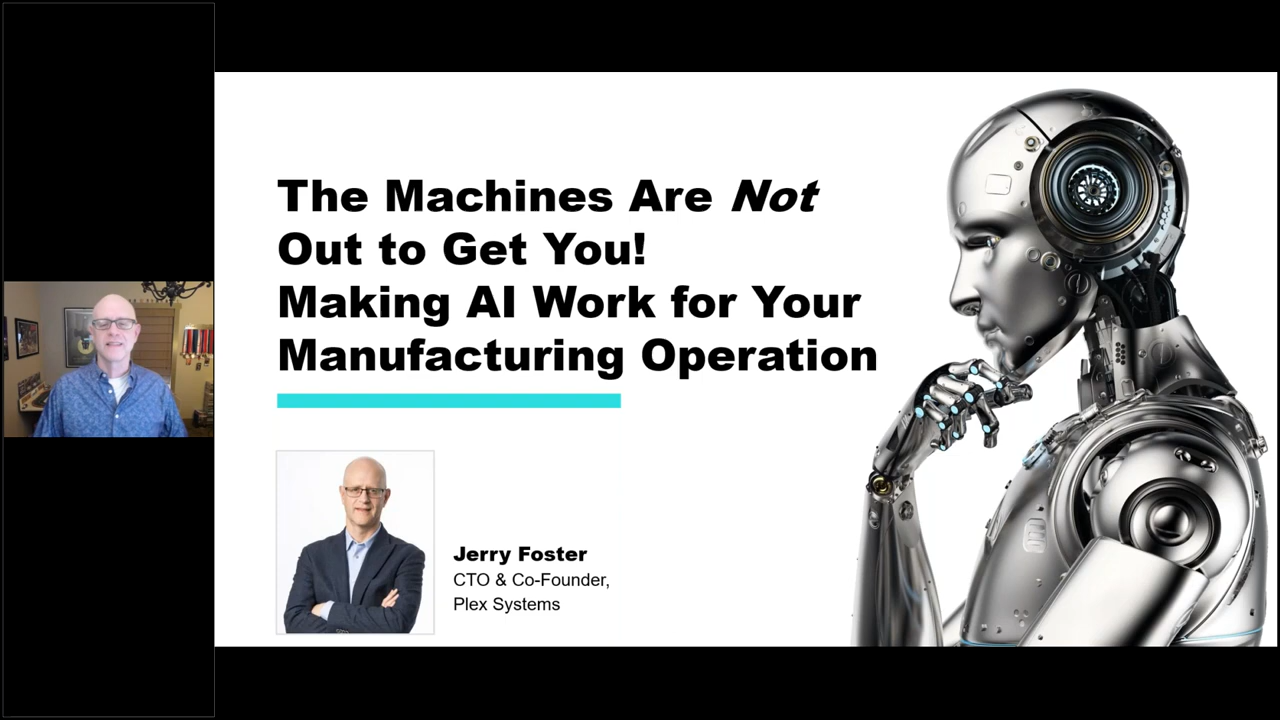 The Machines Are Not
Out to Get You!
Making AI Work for Your
Manufacturing Operation
Jerry Foster
CTO & Co-Founder,
Plex Systems